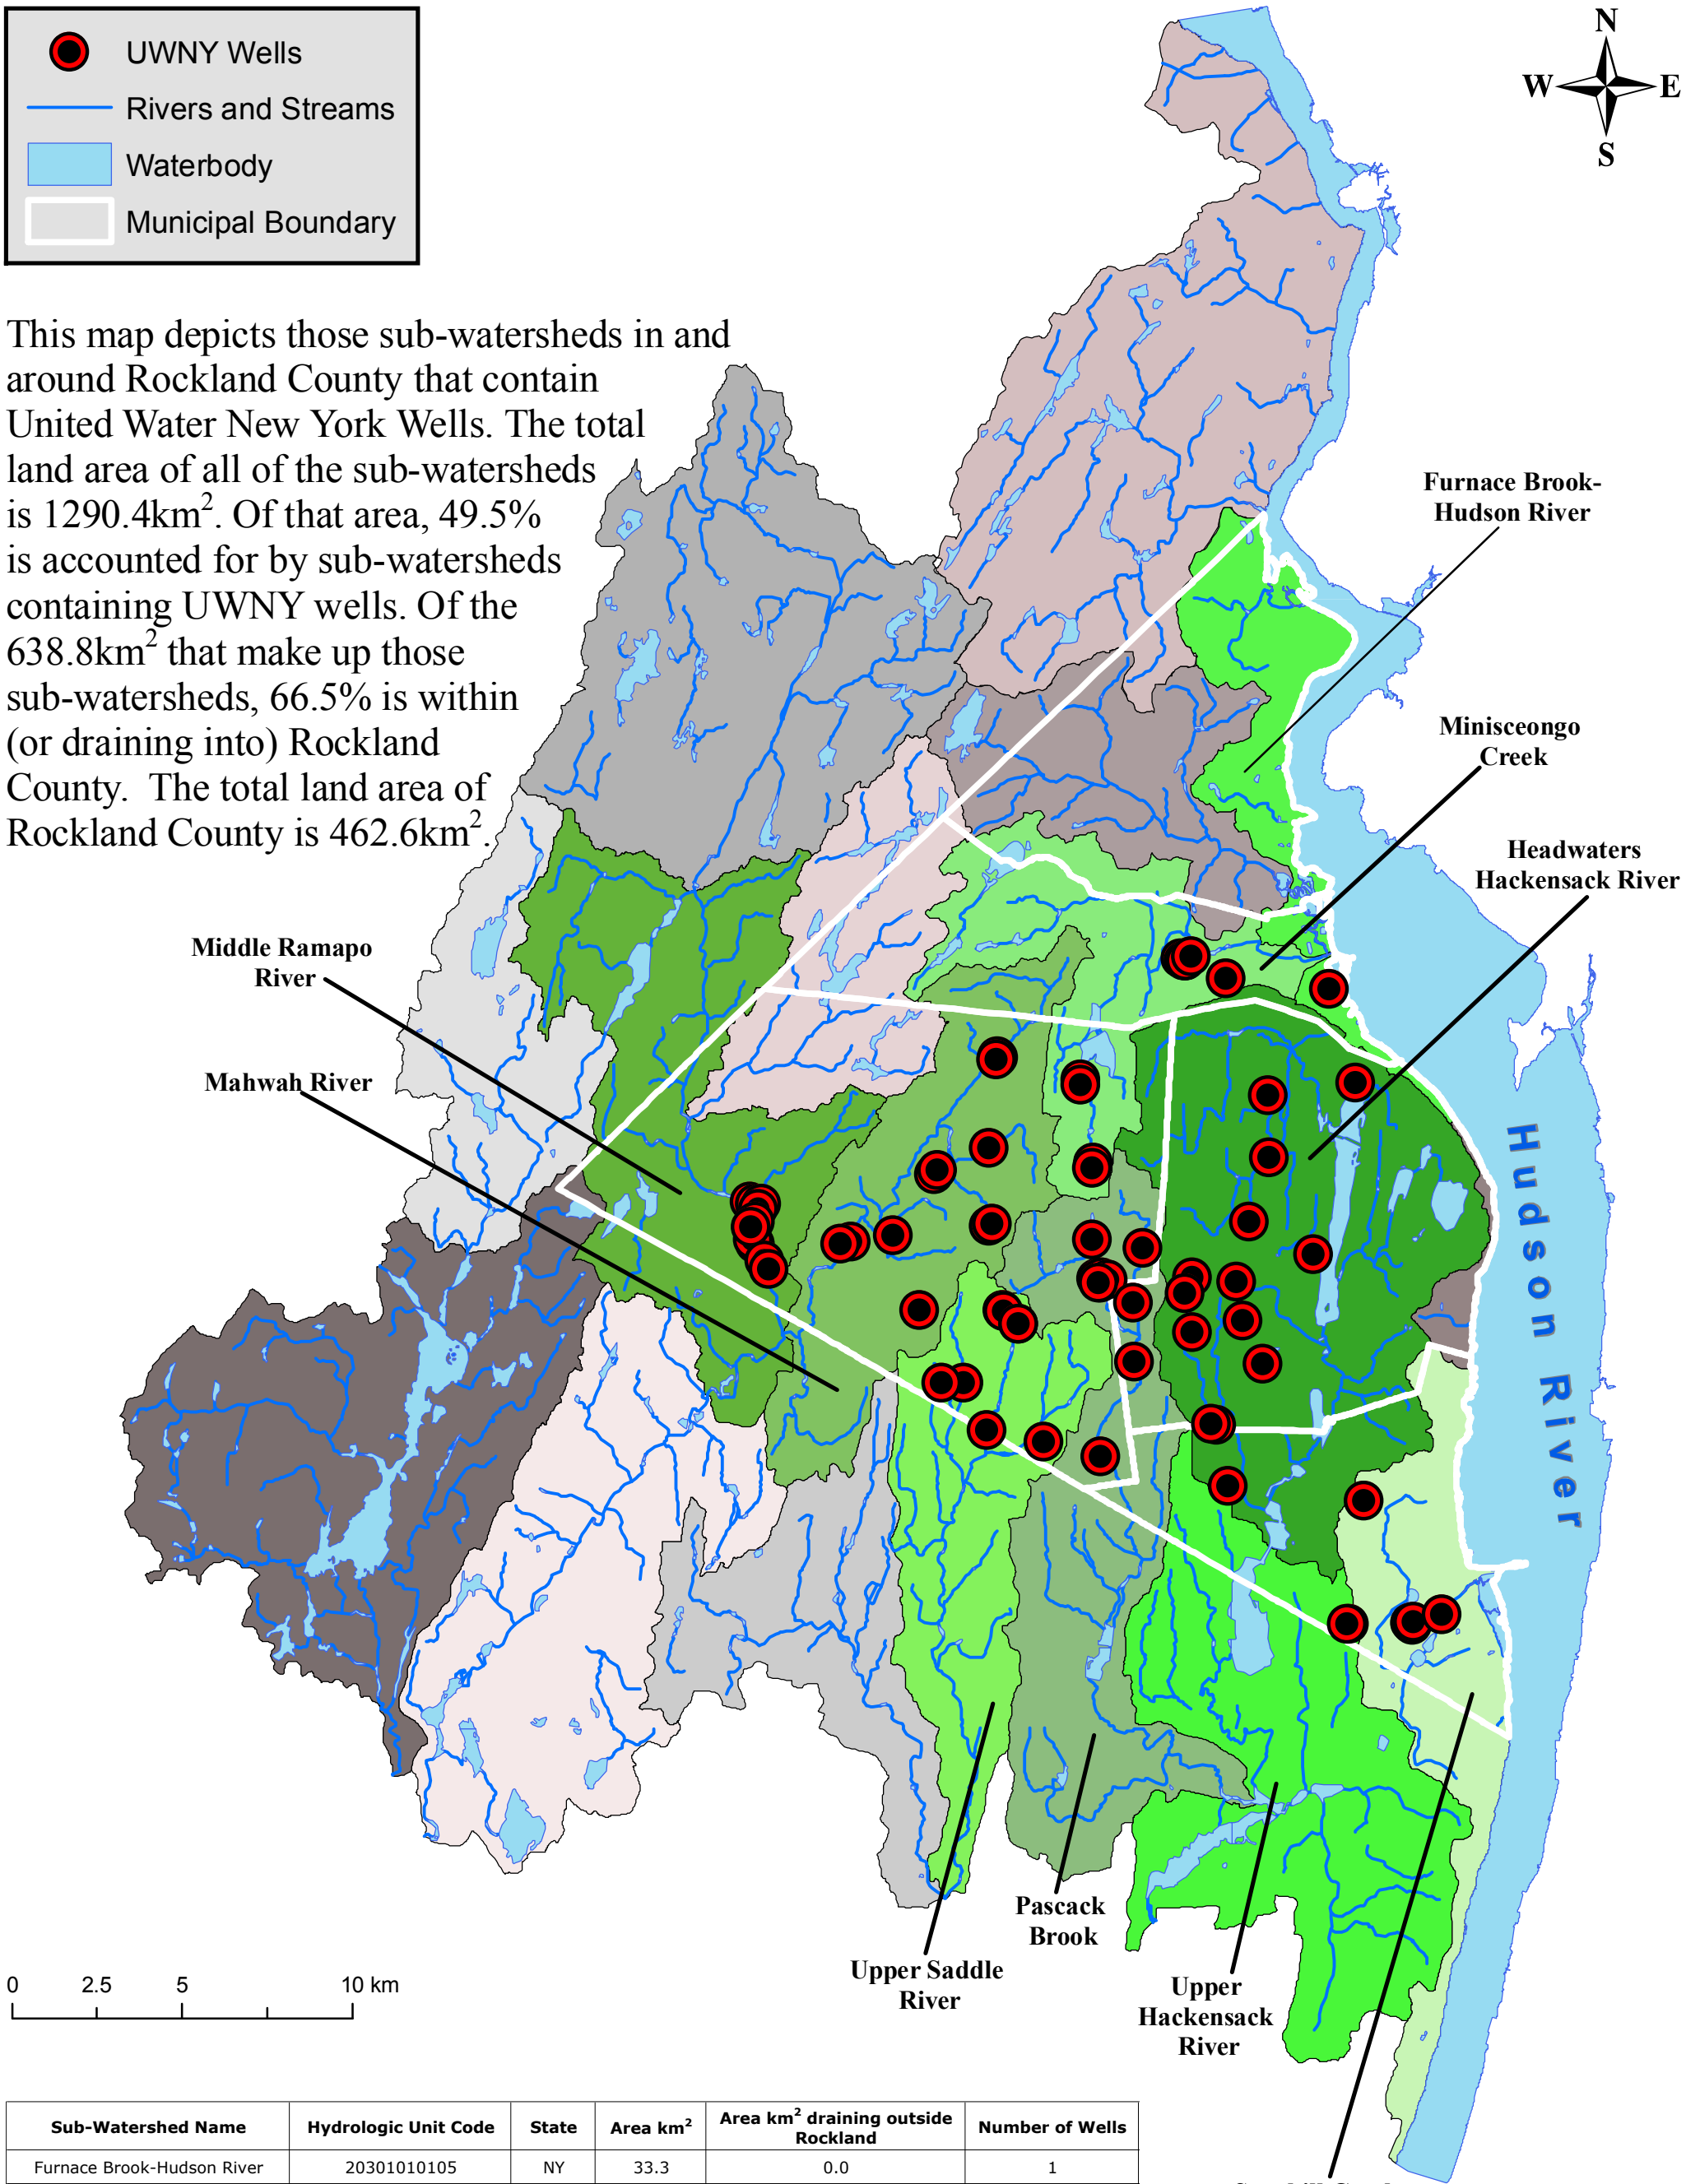 UWNY Wells
Rivers and Streams
Waterbody
Municipal Boundary
N
W E
S
This map depicts those sub-watersheds in and
around Rockland County that contain
United Water New York Wells. The total
land area of all of the sub-watersheds
is 1290.4km². Of that area, 49.5%
is accounted for by sub-watersheds
containing UWNY wells. Of the
638.8km² that make up those
sub-watersheds, 66.5% is within
(or draining into) Rockland
County. The total land area of
Rockland County is 462.6km².
Furnace Brook-
Hudson River
Minisceongo
Creek
Headwaters
Hackensack River
Middle Ramapo
River
Mahwah River
Hudson River
Pascack
Brook
Upper Saddle
River
Upper
Hackensack
River
0 2.5 5 10 km
Sub-Watershed Name Hydrologic Unit Code State Area km² Area km² draining outside Rockland Number of Wells
Furnace Brook-Hudson River 20301010105 NY 33.3 0.0 1